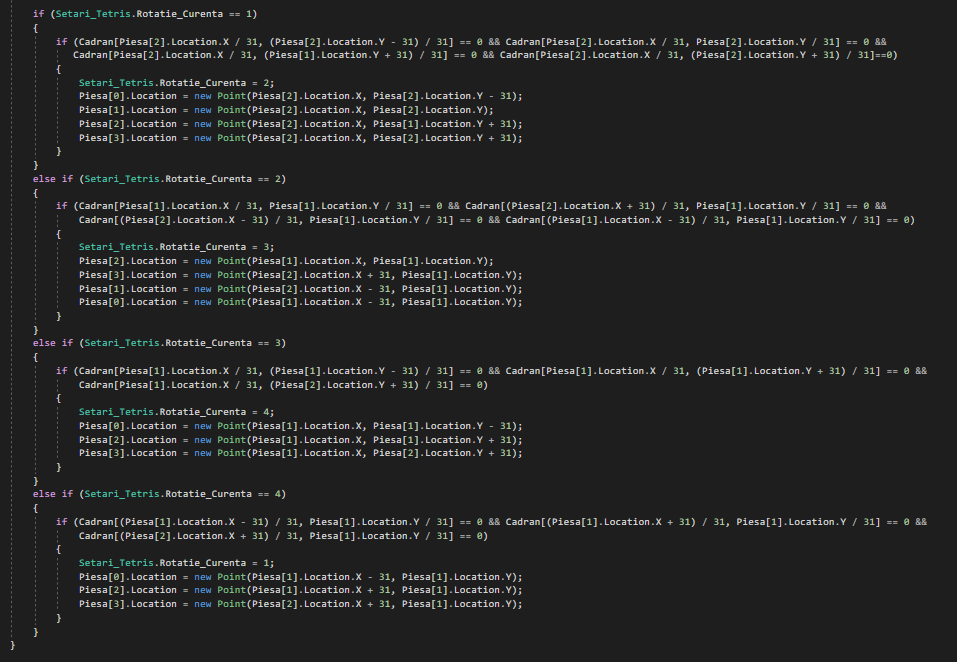 if (Setari_Tetris.Rotatie_Curenta == 1)
{
if (Cadran[Piesa[2].Location.X / 31, (Piesa[2].Location.Y - 31) / 31] == 0 && Cadran[Piesa[2].Location.X / 31, Piesa[2].Location.Y / 31] == 0 &&
Cadran[Piesa[2].Location.X / 31, (Piesa[1].Location.Y + 31) / 31] == 0 && Cadran[Piesa[2].Location.X / 31, (Piesa[2].Location.Y + 31) / 31]==0)
{
Setari_Tetris.Rotatie_Curenta = 2;
Piesa[0].Location = new Point(Piesa[2].Location.X, Piesa[2].Location.Y - 31);
Piesa[1].Location = new Point(Piesa[2].Location.X, Piesa[2].Location.Y);
Piesa[2].Location = new Point(Piesa[2].Location.X, Piesa[1].Location.Y + 31);
Piesa[3].Location = new Point(Piesa[2].Location.X, Piesa[2].Location.Y + 31);
}
}
else if (Setari_Tetris.Rotatie_Curenta == 2)
{
if (Cadran[Piesa[1].Location.X / 31, Piesa[1].Location.Y / 31] == 0 && Cadran[(Piesa[2].Location.X + 31) / 31, Piesa[1].Location.Y / 31] == 0 &&
Cadran[(Piesa[2].Location.X - 31) / 31, Piesa[1].Location.Y / 31] == 0 && Cadran[(Piesa[1].Location.X - 31) / 31, Piesa[1].Location.Y / 31] == 0)
{
Setari_Tetris.Rotatie_Curenta = 3;
Piesa[2].Location = new Point(Piesa[1].Location.X, Piesa[1].Location.Y);
Piesa[3].Location = new Point(Piesa[2].Location.X + 31, Piesa[1].Location.Y);
Piesa[1].Location = new Point(Piesa[2].Location.X - 31, Piesa[1].Location.Y);
Piesa[0].Location = new Point(Piesa[1].Location.X - 31, Piesa[1].Location.Y);
}
}
else if (Setari_Tetris.Rotatie_Curenta == 3)
{
if (Cadran[Piesa[1].Location.X / 31, (Piesa[1].Location.Y - 31) / 31] == 0 && Cadran[Piesa[1].Location.X / 31, (Piesa[1].Location.Y + 31) / 31] == 0 &&
Cadran[Piesa[1].Location.X / 31, (Piesa[2].Location.Y + 31) / 31] == 0)
{
Setari_Tetris.Rotatie_Curenta = 4;
Piesa[0].Location = new Point(Piesa[1].Location.X, Piesa[1].Location.Y - 31);
Piesa[2].Location = new Point(Piesa[1].Location.X, Piesa[1].Location.Y + 31);
Piesa[3].Location = new Point(Piesa[1].Location.X, Piesa[2].Location.Y + 31);
}
}
else if (Setari_Tetris.Rotatie_Curenta == 4)
{
if (Cadran[(Piesa[1].Location.X - 31) / 31, Piesa[1].Location.Y / 31] == 0 && Cadran[(Piesa[1].Location.X + 31) / 31, Piesa[1].Location.Y / 31] == 0 &&
Cadran[(Piesa[2].Location.X + 31) / 31, Piesa[1].Location.Y / 31] == 0)
{
Setari_Tetris.Rotatie_Curenta = 1;
Piesa[0].Location = new Point(Piesa[1].Location.X - 31, Piesa[1].Location.Y);
Piesa[2].Location = new Point(Piesa[1].Location.X + 31, Piesa[1].Location.Y);
Piesa[3].Location = new Point(Piesa[2].Location.X + 31, Piesa[1].Location.Y);
}
}
}